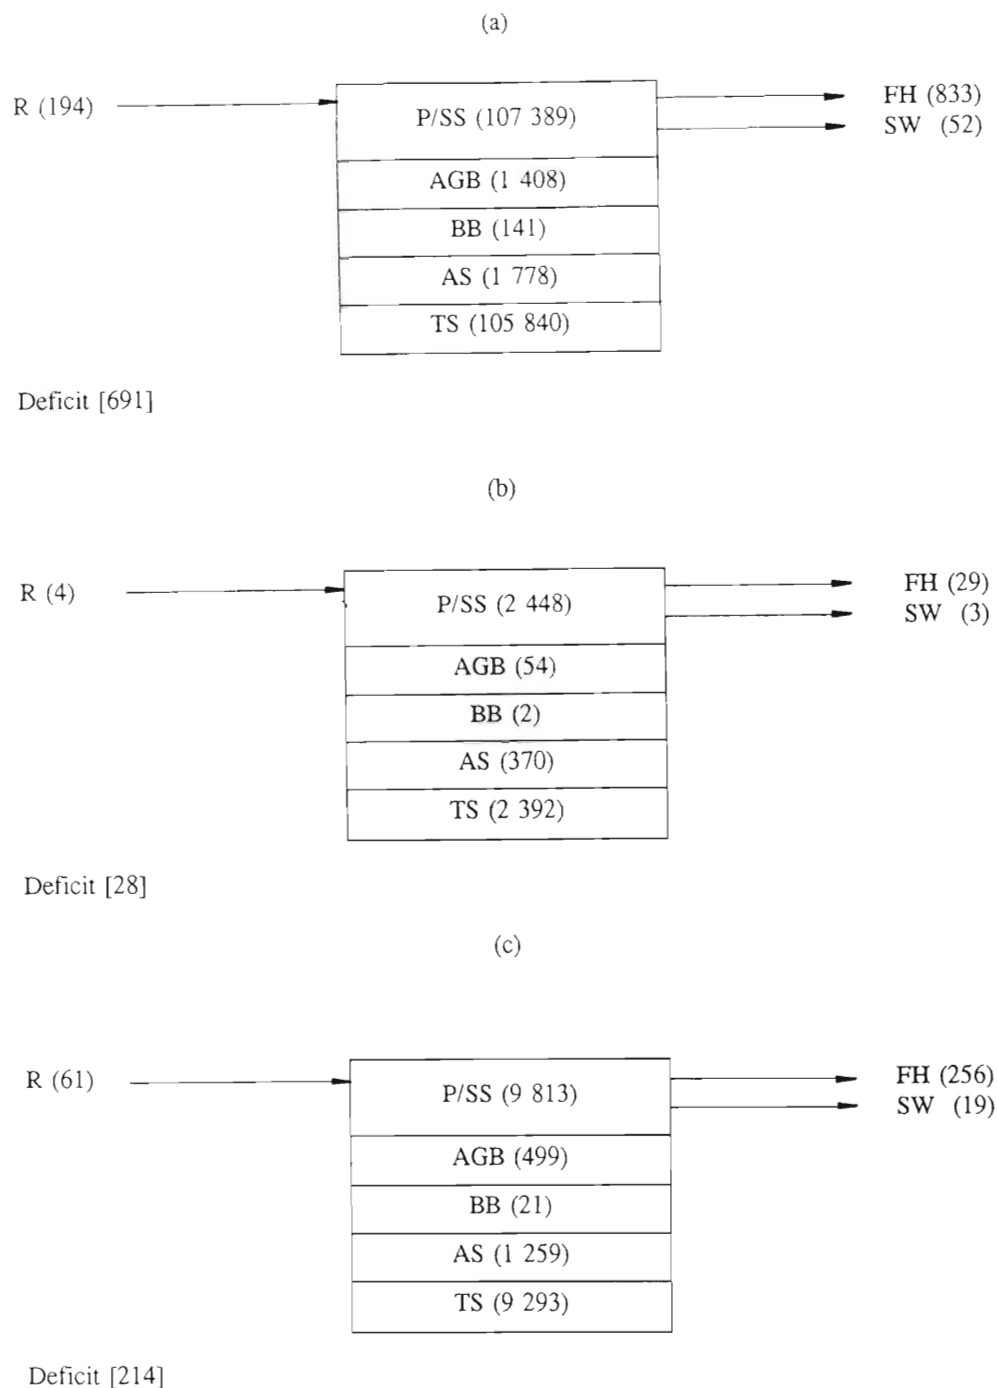 (a)
R (194)
P/SS (107 389)
FH (833)
SW (52)
AGB (1 408)
BB (141)
AS (1 778)
TS (105 840)
Deficit [691]
(b)
R (4)
P/SS (2 448)
FH (29)
SW (3)
AGB (54)
BB (2)
AS (370)
TS (2 392)
Deficit [28]
(c)
R (61)
P/SS (9 813)
FH (256)
SW (19)
AGB (499)
BB (21)
AS (1 259)
TS (9 293)
Deficit [214]